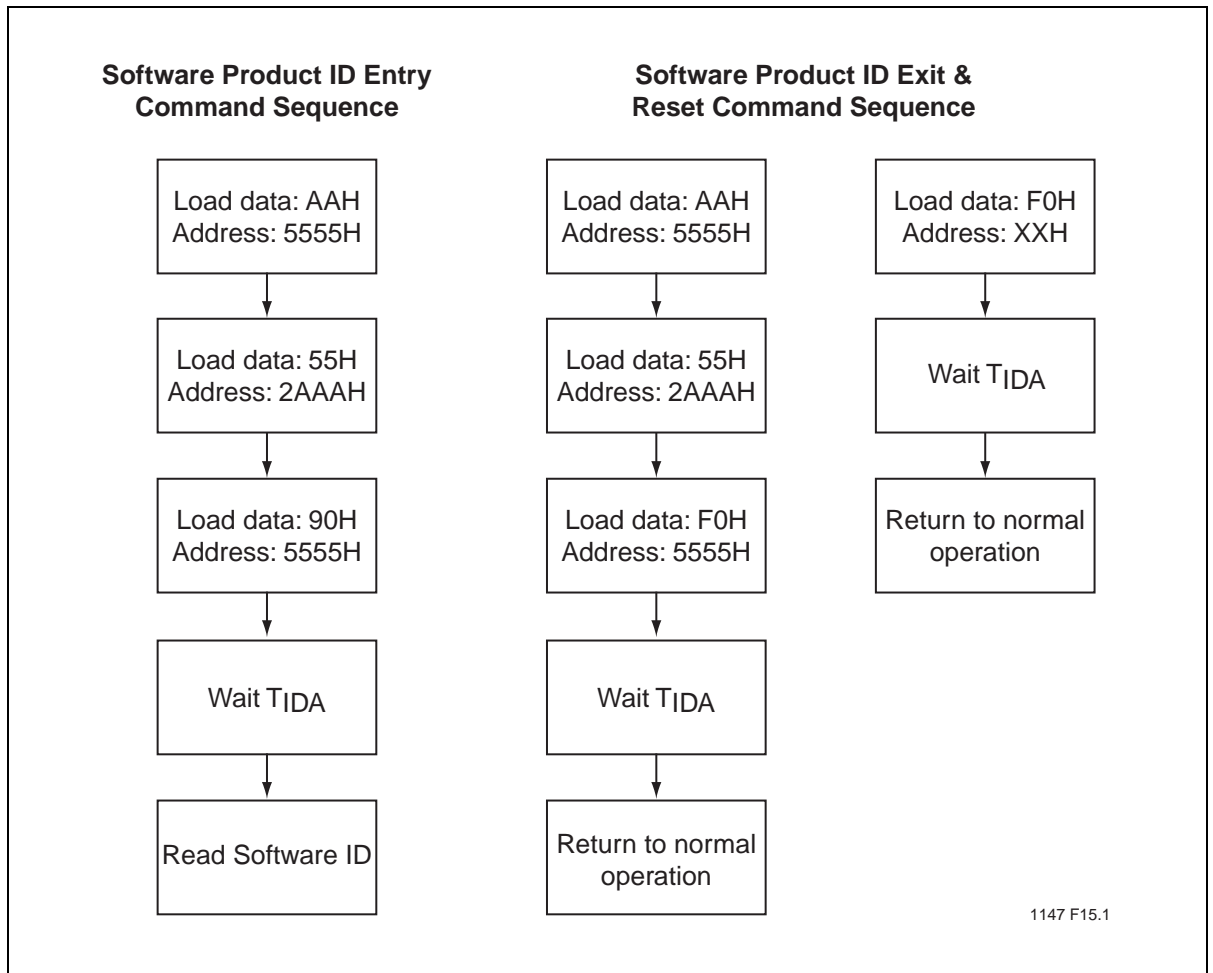 Software Product ID Entry
Command Sequence
Load data: AAH
Address: 5555H
Load data: 55H
Address: 2AAAH
Load data: 90H
Address: 5555H
Wait TIDA
Read Software ID
Software Product ID Exit &
Reset Command Sequence
Load data: AAH
Address: 5555H
Load data: 55H
Address: 2AAAH
Load data: F0H
Address: 5555H
Wait TIDA
Return to normal
operation
Load data: F0H
Address: XXH
Wait TIDA
Return to normal
operation
1147 F15.1